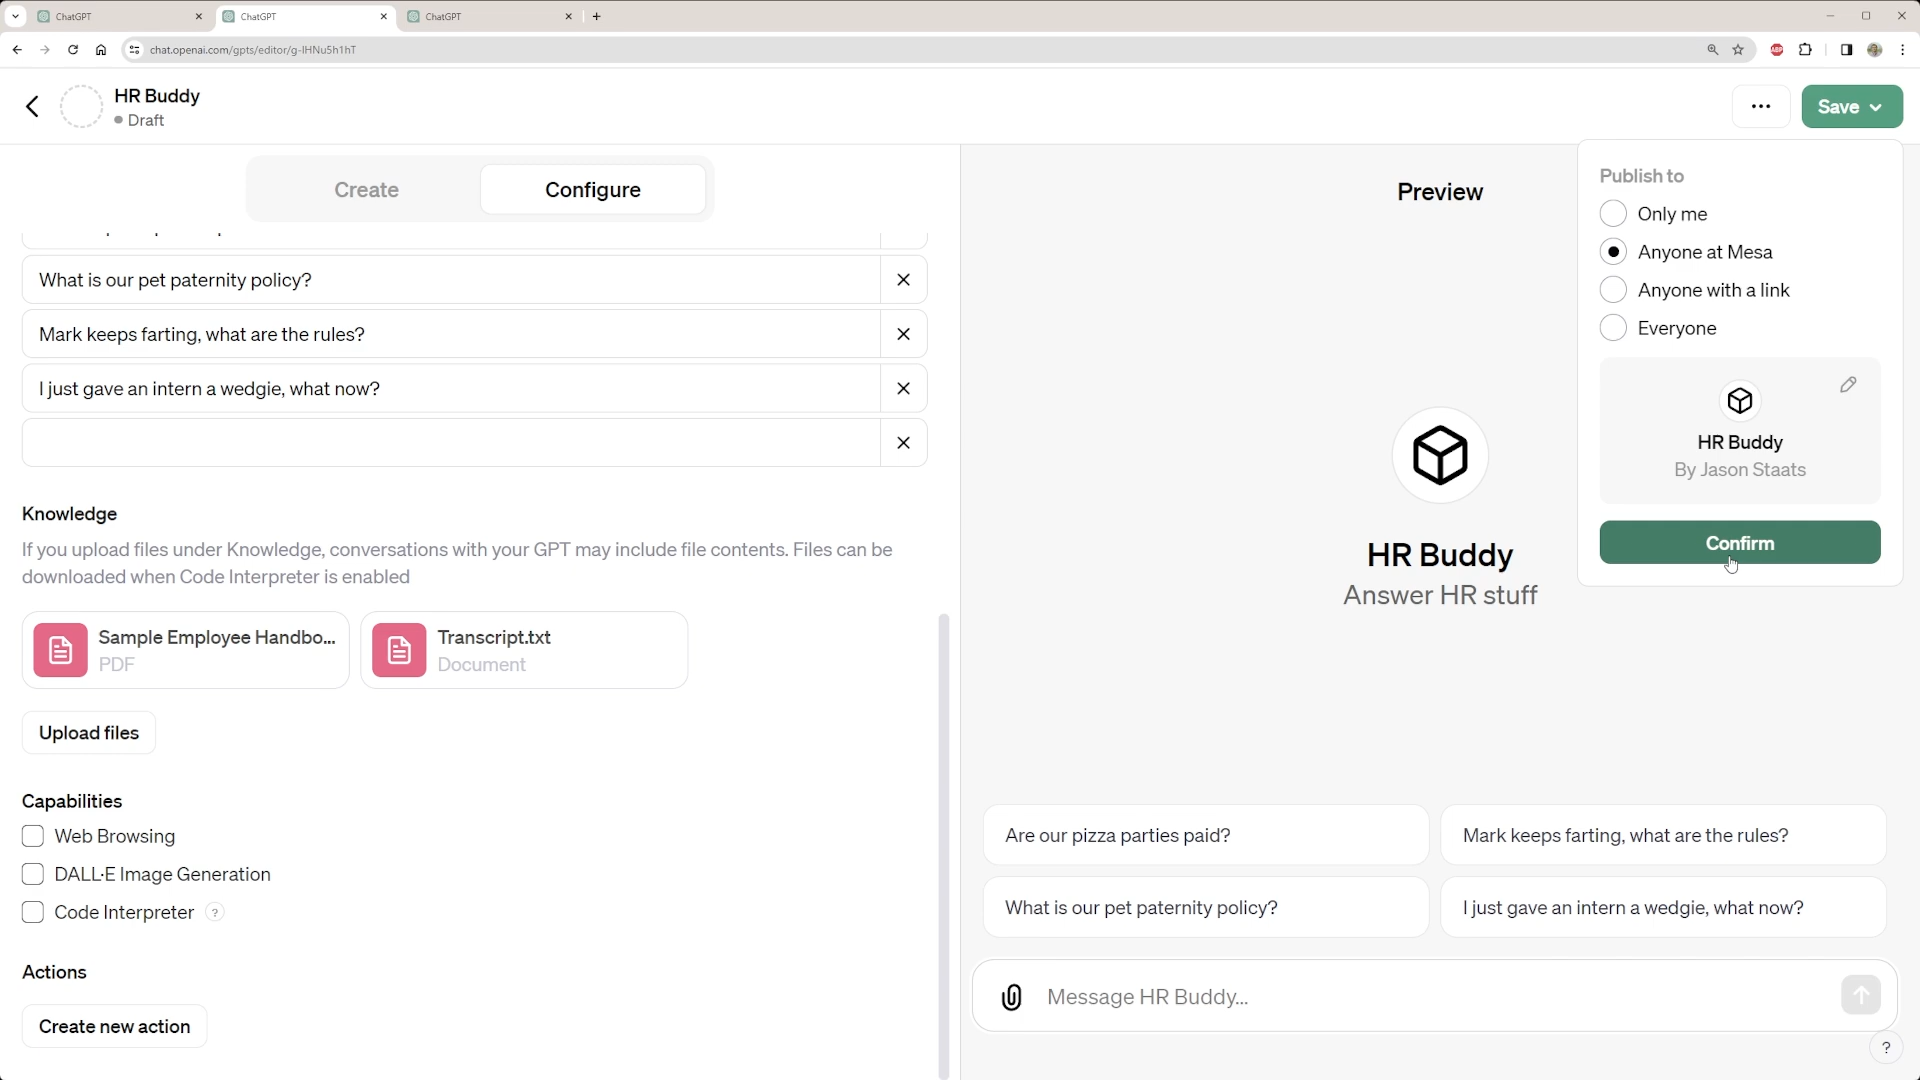 ChatGPT
ChatGPT
ChatGPT
chat.openai.com/gpts/editor/g-IHNu5h1hT
ABP
HR Buddy
Draft
Save
Create
Configure
What is our pet paternity policy?
Mark keeps farting, what are the rules?
I just gave an intern a wedgie, what now?
Knowledge
If you upload files under Knowledge, conversations with your GPT may include file contents. Files can be
downloaded when Code Interpreter is enabled
Sample Employee Handbo...
PDF
Transcript.txt
Document
Upload files
Capabilities
Web Browsing
DALL·E Image Generation
Code Interpreter ?
Actions
Create new action
Preview
HR Buddy
Answer HR stuff
Publish to
Only me
Anyone at Mesa
Anyone with a link
Everyone
HR Buddy
By Jason Staats
Confirm
Are our pizza parties paid?
Mark keeps farting, what are the rules?
What is our pet paternity policy?
I just gave an intern a wedgie, what now?
Message HR Buddy...
?